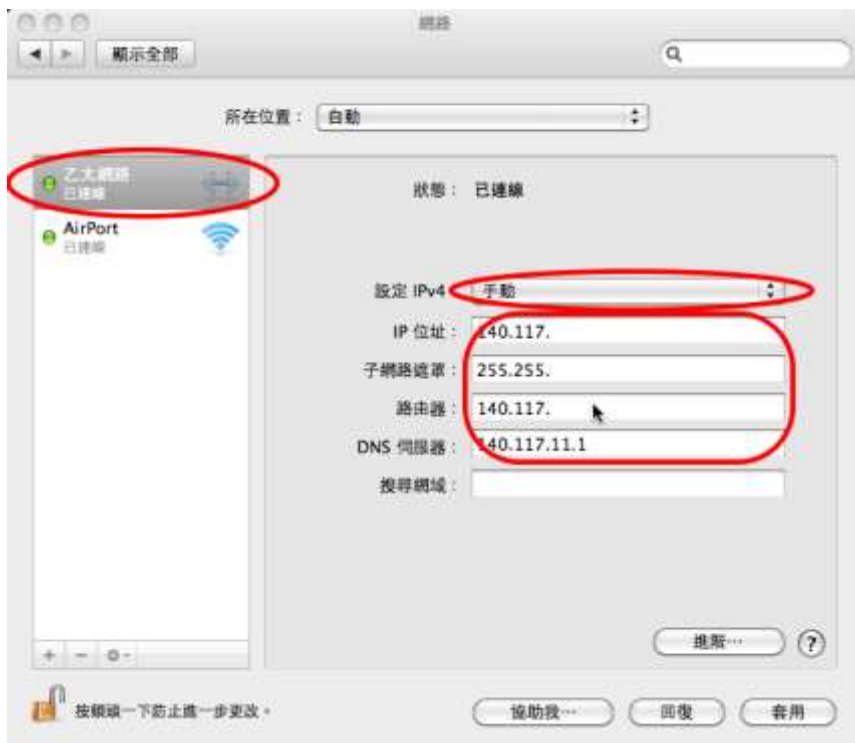 網路
顯示全部
所在位置： 自動
乙太網路
已連線
AirPort
已連線
狀態： 已連線
設定 IPv4 手動
IP 位址： 140.117.
子網路遮罩： 255.255.
路由器： 140.117.
DNS 伺服器： 140.117.11.1
搜尋網域：
進階…
?
按鎖頭一下防止進一步更改。
協助我…
回復
套用